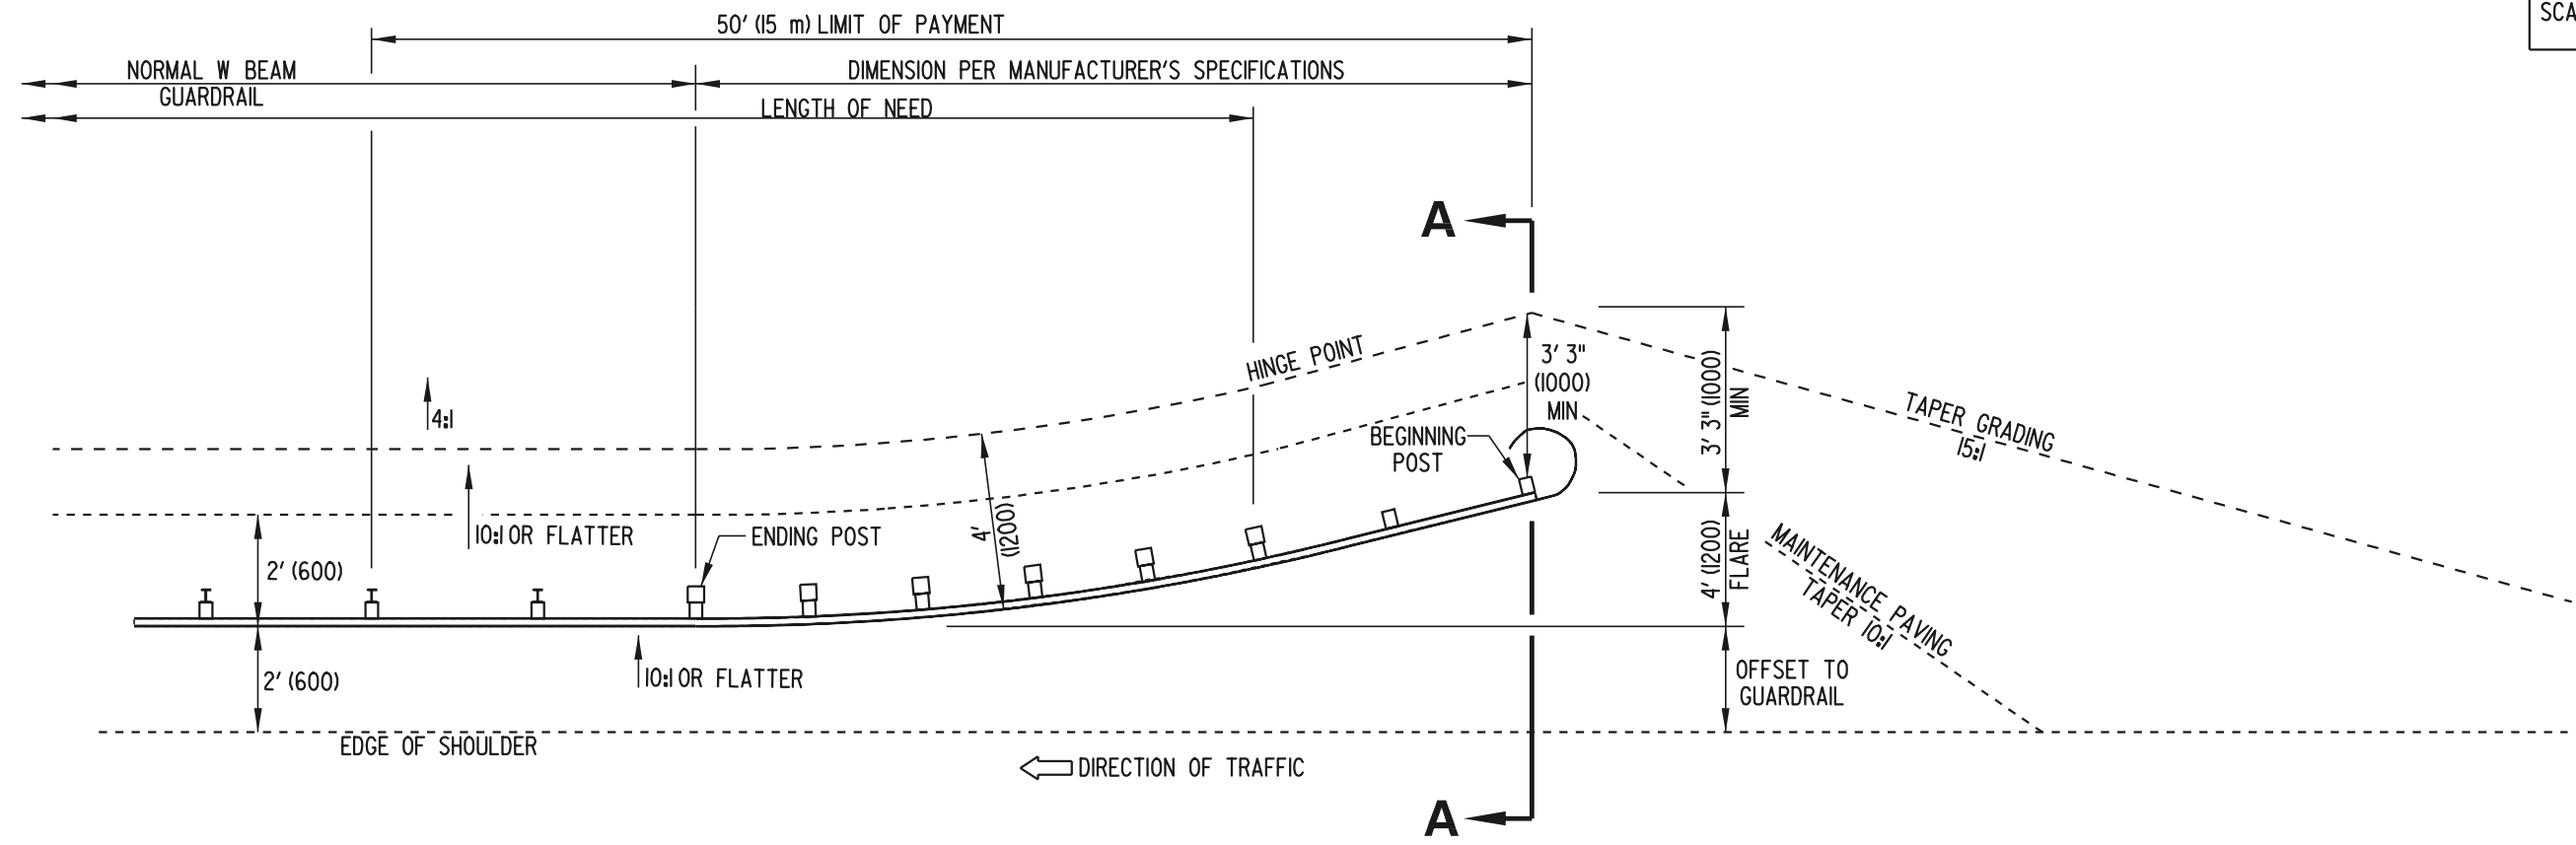 SCA
50' (15 m) LIMIT OF PAYMENT
NORMAL W BEAM
GUARDRAIL
DIMENSION PER MANUFACTURER'S SPECIFICATIONS
LENGTH OF NEED
A
HINGE POINT
3' 3"
(1000)
MIN
3' 3" (1000)
MIN
4:1
TAPER GRADING
15:1
BEGINNING
POST
10:1 OR FLATTER
ENDING POST
4'
(1200)
4' (1200)
FLARE
MAINTENANCE PAVING
TAPER 10:1
2' (600)
2' (600)
10:1 OR FLATTER
OFFSET TO
GUARDRAIL
EDGE OF SHOULDER
DIRECTION OF TRAFFIC
A